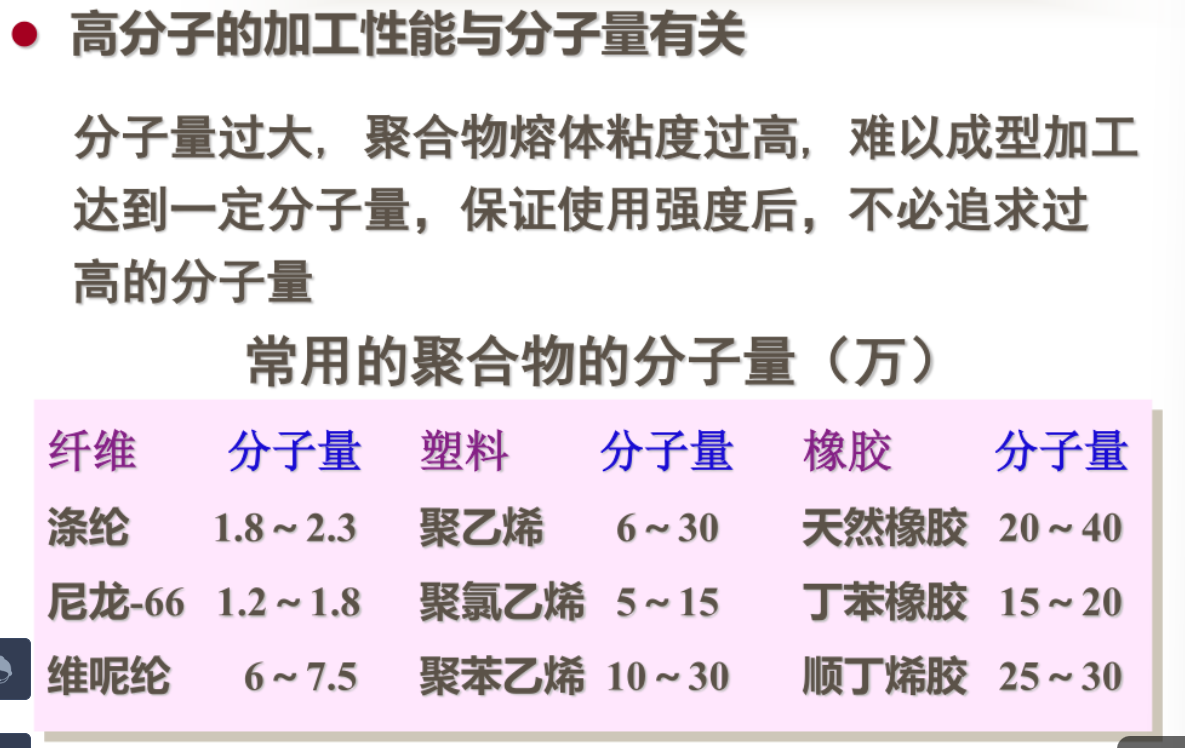 高分子的加工性能与分子量有关
分子量过大, 聚合物熔体粘度过高, 难以成型加工
达到一定分子量，保证使用强度后，不必追求过
高的分子量
常用的聚合物的分子量（万）
纤维 分子量 塑料 分子量 橡胶 分子量
涤纶 1.8～2.3 聚乙烯 6～30 天然橡胶 20～40
尼龙-66 1.2～1.8 聚氯乙烯 5～15 丁苯橡胶 15～20
维呢纶 6～7.5 聚苯乙烯 10～30 顺丁烯胶 25～30